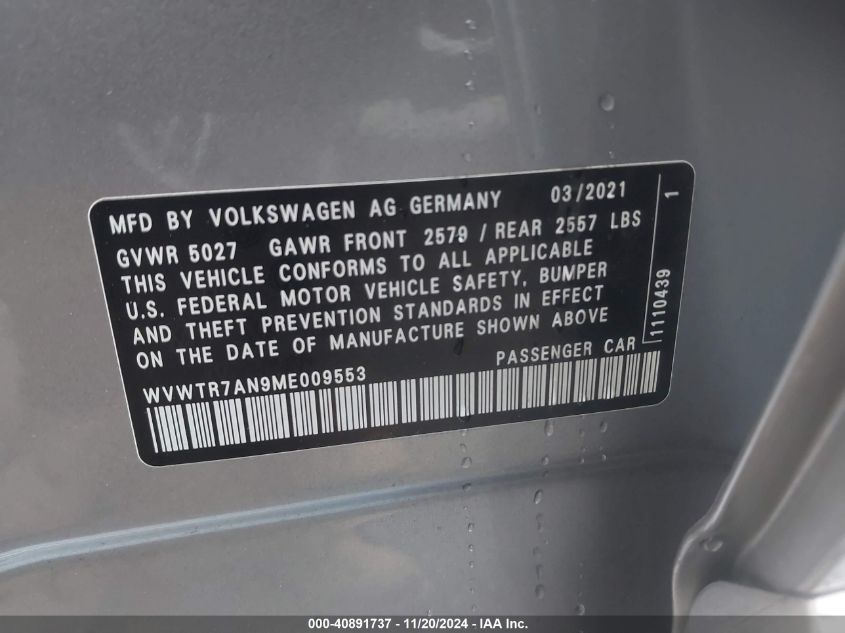 MFD BY VOLKSWAGEN AG GERMANY 03/2021
GVWR 5027 GAWR FRONT 2579 / REAR 2557 LBS
THIS VEHICLE CONFORMS TO ALL APPLICABLE
U.S. FEDERAL MOTOR VEHICLE SAFETY, BUMPER
AND THEFT PREVENTION STANDARDS IN EFFECT
ON THE DATE OF MANUFACTURE SHOWN ABOVE
PASSENGER CAR
WVWTR7AN9ME009553
1110439
1
000-40891737 - 11/20/2024 - IAA Inc.